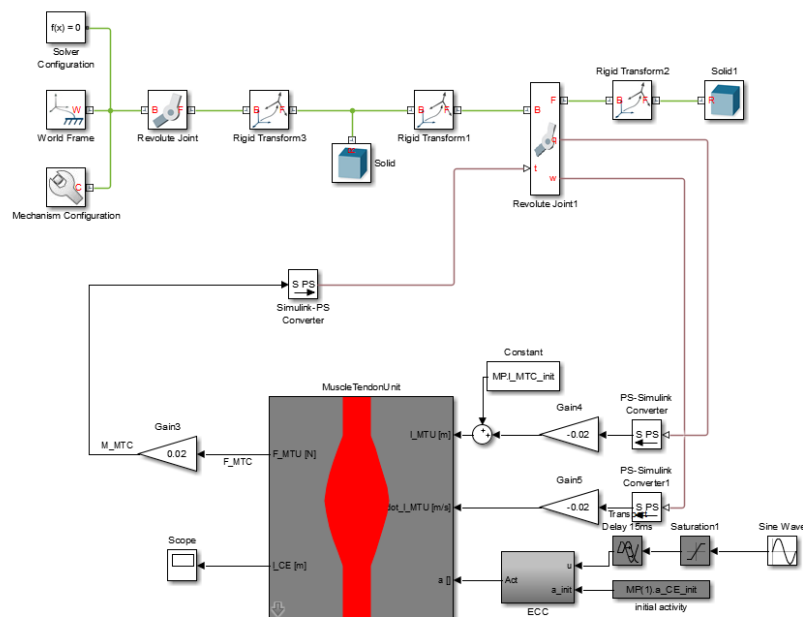 f(x) = 0
Solver
Configuration
W
World Frame
C
Mechanism Configuration
B F
Revolute Joint
B F
Rigid Transform3
Solid
B F
Rigid Transform1
B
F
R
t
w
Revolute Joint1
Rigid Transform2
B F
Solid1
R
S PS
Simulink-PS
Converter
Constant
MP.l_MTC_init
MuscleTendonUnit
Gain3
M_MTC
0.02
F_MTC
F_MTU [N]
l_MTU [m]
Gain4
-0.02
PS-Simulink
Converter
S PS
dot_l_MTU [m/s]
Gain5
-0.02
PS-Simulink
Converter1
S PS
Transport
Delay 15ms
Saturation1
Sine Wave
Scope
l_CE [m]
a []
Act
u
a_init
ECC
MP(1).a_CE_init
initial activity